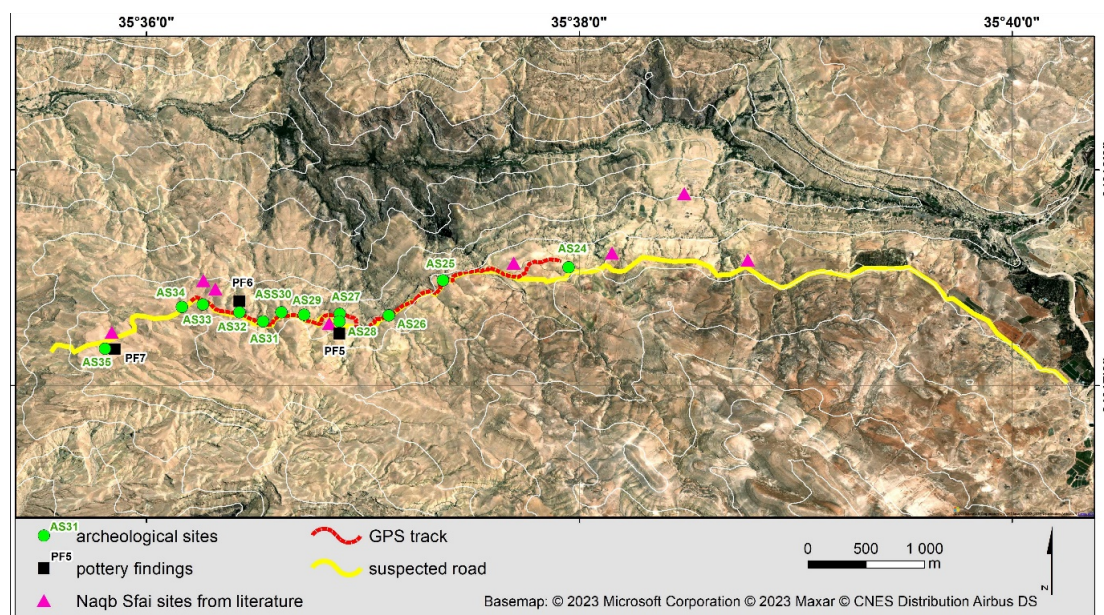 35°36'0" 35°38'0" 35°40'0"
AS24
AS25
PF6
AS34 ASS30 AS29 AS27
AS33 AS32 AS31 AS28 AS26
PF5
AS35 PF7
AS31 archeological sites GPS track
PF5 pottery findings suspected road
0 500 1 000
m
Naqb Sfai sites from literature
Basemap: © 2023 Microsoft Corporation © 2023 Maxar © CNES Distribution Airbus DS
z